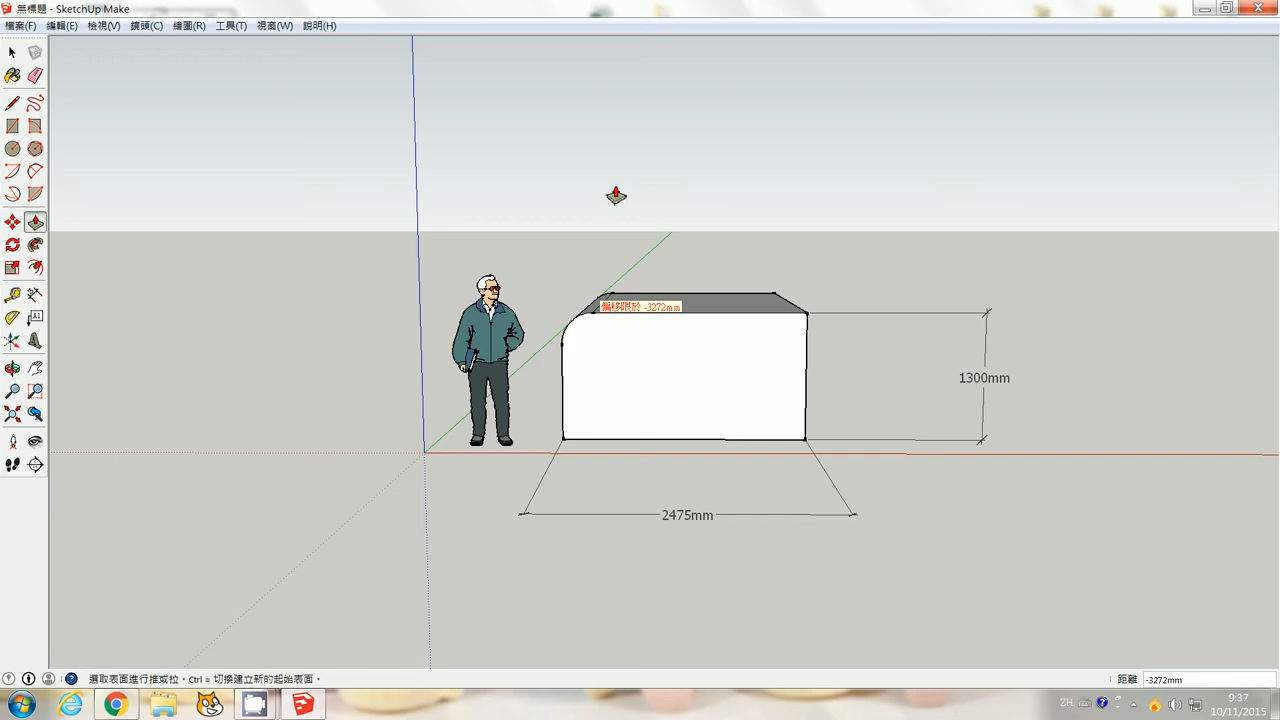 無標題 - SketchUp Make
檔案(F) 編輯(E) 檢視(V) 鏡頭(C) 繪圖(R) 工具(T) 視窗(W) 說明(H)
A1
偏移限於 -3272mm
1300mm
2475mm
選取表面進行推或拉。Ctrl = 切換建立新的起始表面。
距離 -3272mm
ZH
9:37
10/11/2015